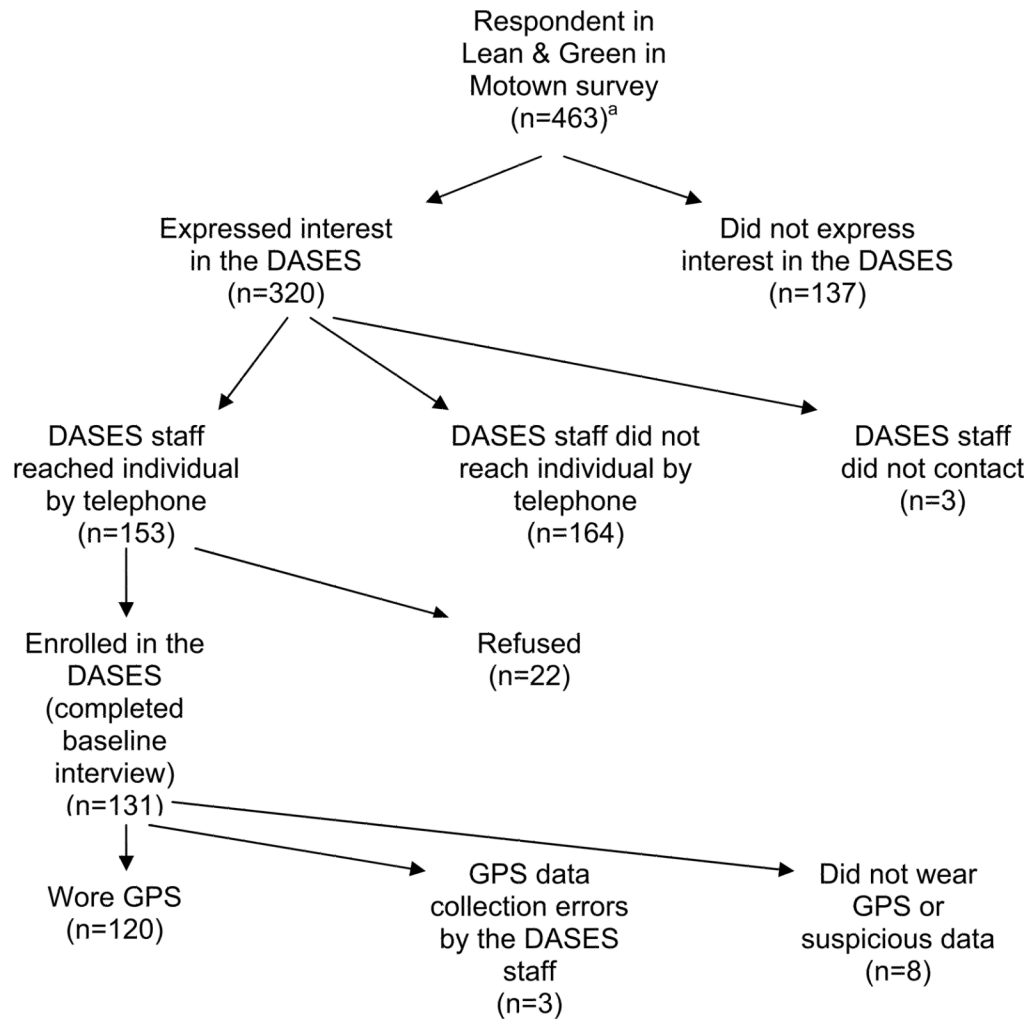 Respondent in
Lean & Green in
Motown survey
(n=463)a
Expressed interest
in the DASES
(n=320)
Did not express
interest in the DASES
(n=137)
DASES staff
reached individual
by telephone
(n=153)
DASES staff did not
reach individual by
telephone
(n=164)
DASES staff
did not contact
(n=3)
Enrolled in the
DASES
(completed
baseline
interview)
(n=131)
Refused
(n=22)
Wore GPS
(n=120)
GPS data
collection errors
by the DASES
staff
(n=3)
Did not wear
GPS or
suspicious data
(n=8)